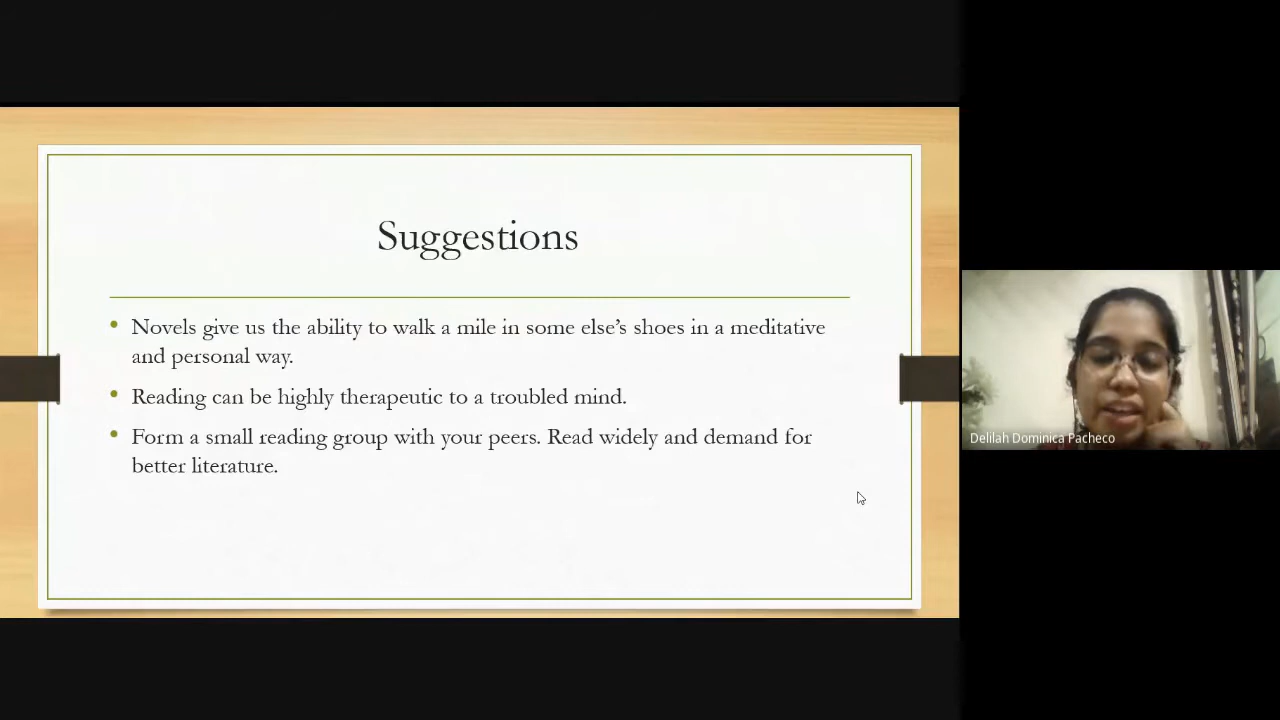 Suggestions
• Novels give us the ability to walk a mile in some else's shoes in a meditative
and personal way.
• Reading can be highly therapeutic to a troubled mind.
• Form a small reading group with your peers. Read widely and demand for
better literature.
Delilah Dominica Pacheco